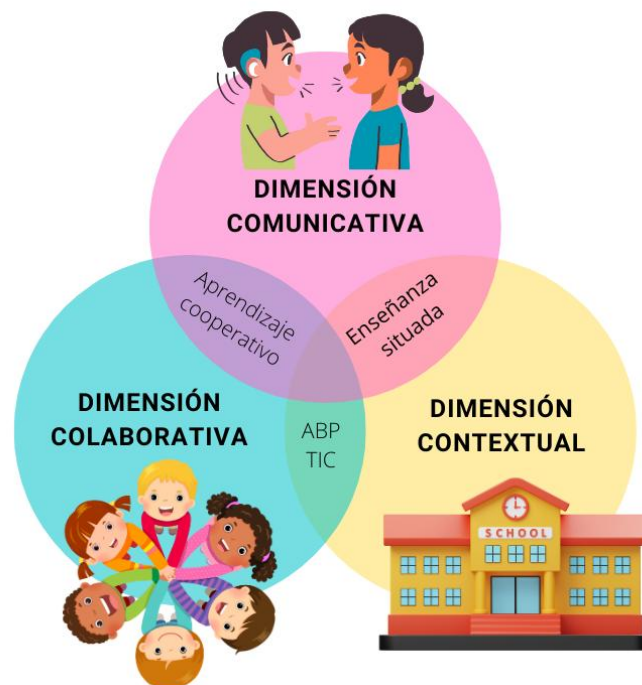 DIMENSIÓN
COMUNICATIVA
Aprendizaje
cooperativo
Enseñanza
situada
DIMENSIÓN
COLABORATIVA
ABP
TIC
DIMENSIÓN
CONTEXTUAL
SCHOOL